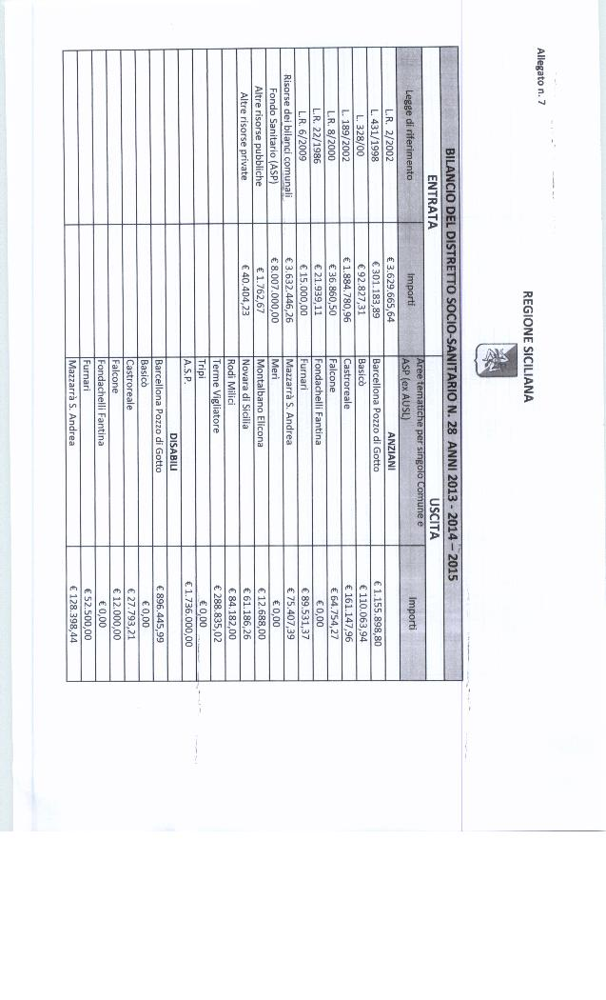 Allegato n. 7
REGIONE SICILIANA
BILANCIO DEL DISTRETTO SOCIO-SANITARIO N. 28 ANNI 2013 - 2014 – 2015
ENTRATA USCITA
Legge di riferimento Importi Aree tematiche per singolo Comune e ASP (ex AUSL) Importi
L.R. 2/2002 € 3.629.665,64 ANZIANI
L. 431/1998 € 301.183,89 Barcellona Pozzo di Gotto € 1.155.898,80
L. 328/00 € 92.827,31 Basicò € 110.063,94
L. 189/2002 € 1.884.780,96 Castroreale € 161.147,96
L.R. 8/2000 € 36.860,50 Falcone € 64.754,27
L.R. 22/1986 € 21.939,11 Fondachelli Fantina € 0,00
L.R. 6/2009 € 15.000,00 Furnari € 89.531,37
Risorse dei bilanci comunali € 3.632.446,26 Mazzarrà S. Andrea € 75.407,39
Fondo Sanitario (ASP) € 8.007.000,00 Merì € 0,00
Altre risorse pubbliche € 1.762,67 Montalbano Elicona € 12.688,00
Altre risorse private € 40.404,23 Novara di Sicilia € 61.186,26
Rodi Milici € 84.182,00
Terme Vigliatore € 288.835,02
Tripi € 0,00
A.S.P. € 1.736.000,00
DISABILI
Barcellona Pozzo di Gotto € 896.445,99
Basicò € 0,00
Castroreale € 27.793,21
Falcone € 12.000,00
Fondachelli Fantina € 0,00
Furnari € 52.500,00
Mazzarrà S. Andrea € 128.398,44